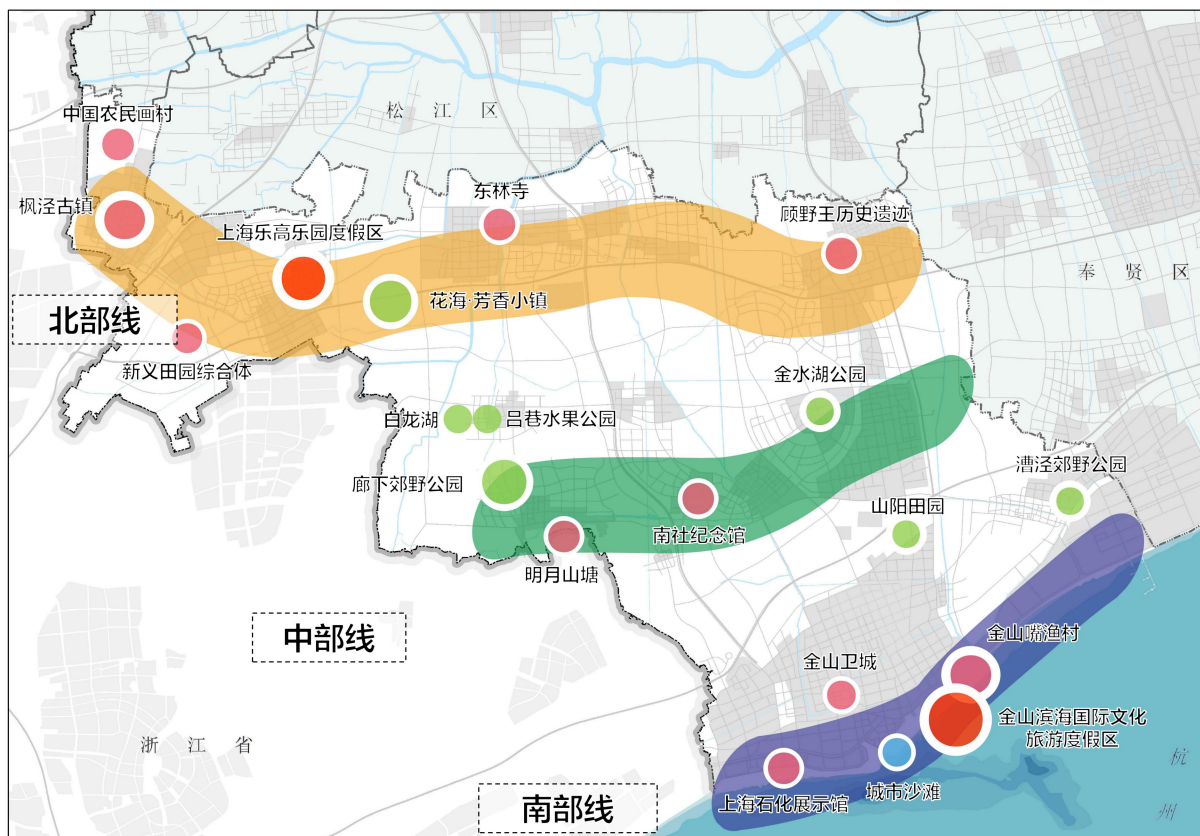 中国农民画村
松江区
枫泾古镇
东林寺
顾野王历史遗迹
上海乐高乐园度假区
奉贤区
花海·芳香小镇
北部线
新义田园综合体
金水湖公园
白龙湖
吕巷水果公园
漕泾郊野公园
廊下郊野公园
山阳田园
南社纪念馆
明月山塘
中部线
金山嘴渔村
金山卫城
金山滨海国际文化
旅游度假区
浙江省
杭
州
城市沙滩
上海石化展示馆
南部线